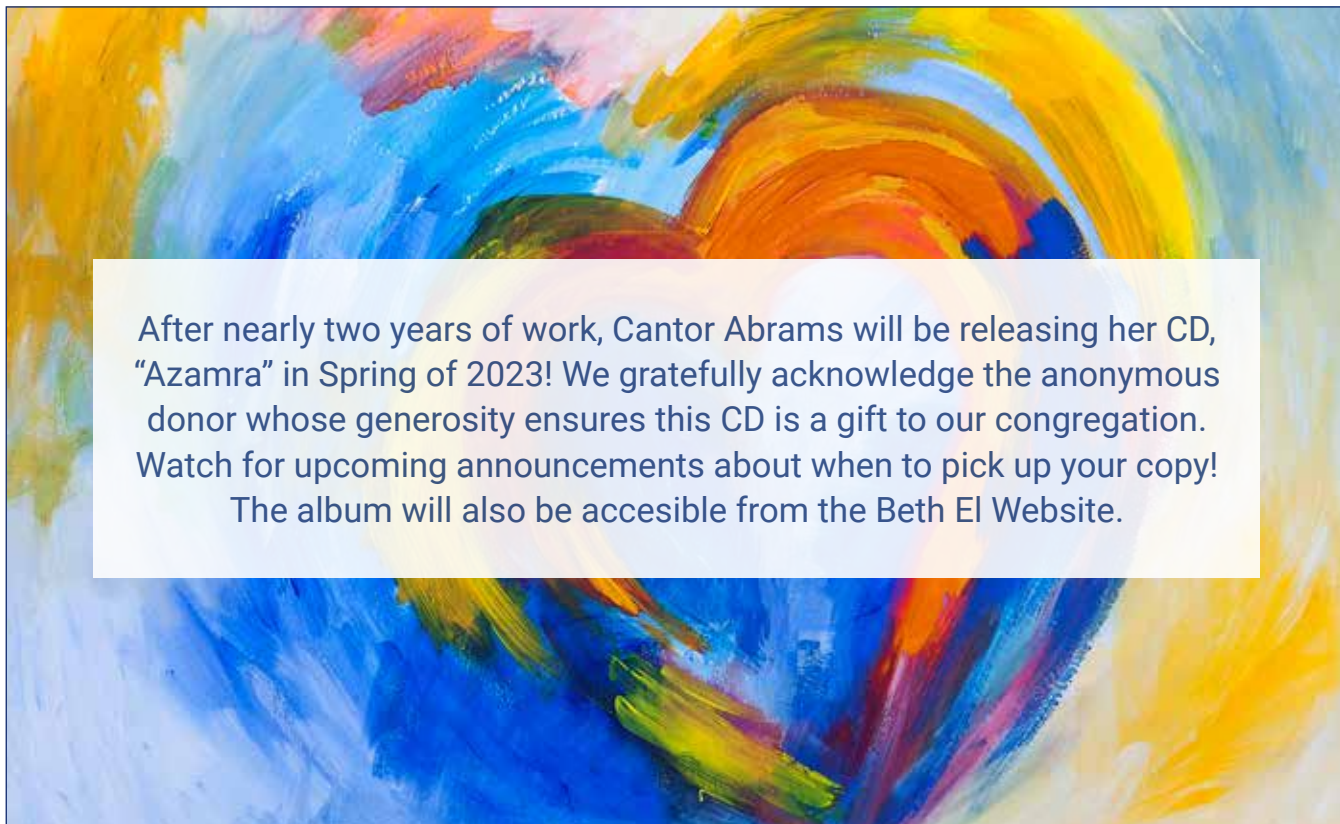 After nearly two years of work, Cantor Abrams will be releasing her CD,
“Azamra” in Spring of 2023! We gratefully acknowledge the anonymous
donor whose generosity ensures this CD is a gift to our congregation.
Watch for upcoming announcements about when to pick up your copy!
The album will also be accesible from the Beth El Website.